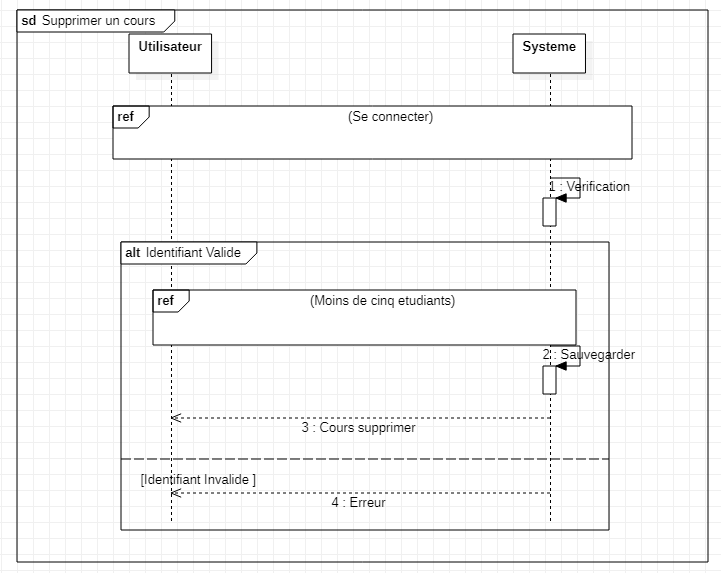 sd Supprimer un cours
Utilisateur
Systeme
ref
(Se connecter)
1 : Verification
alt Identifiant Valide
ref
(Moins de cinq etudiants)
2 : Sauvegarder
3 : Cours supprimer
[Identifiant Invalide ]
4 : Erreur